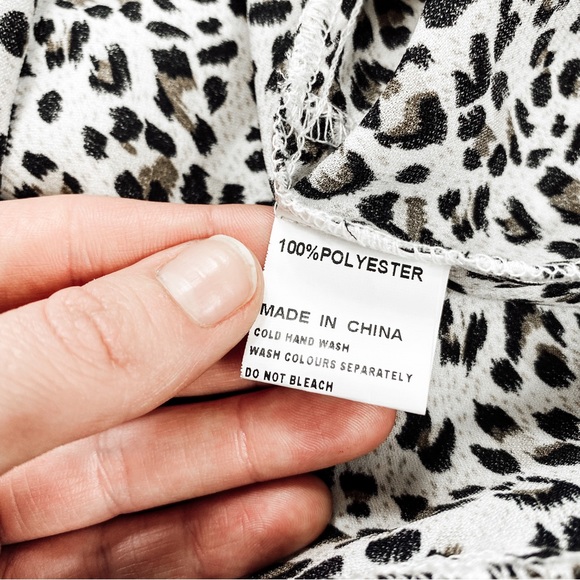 100%POLYESTER
MADE IN CHINA
COLD HAND WASH
WASH COLOURS SEPARATELY
DO NOT BLEACH